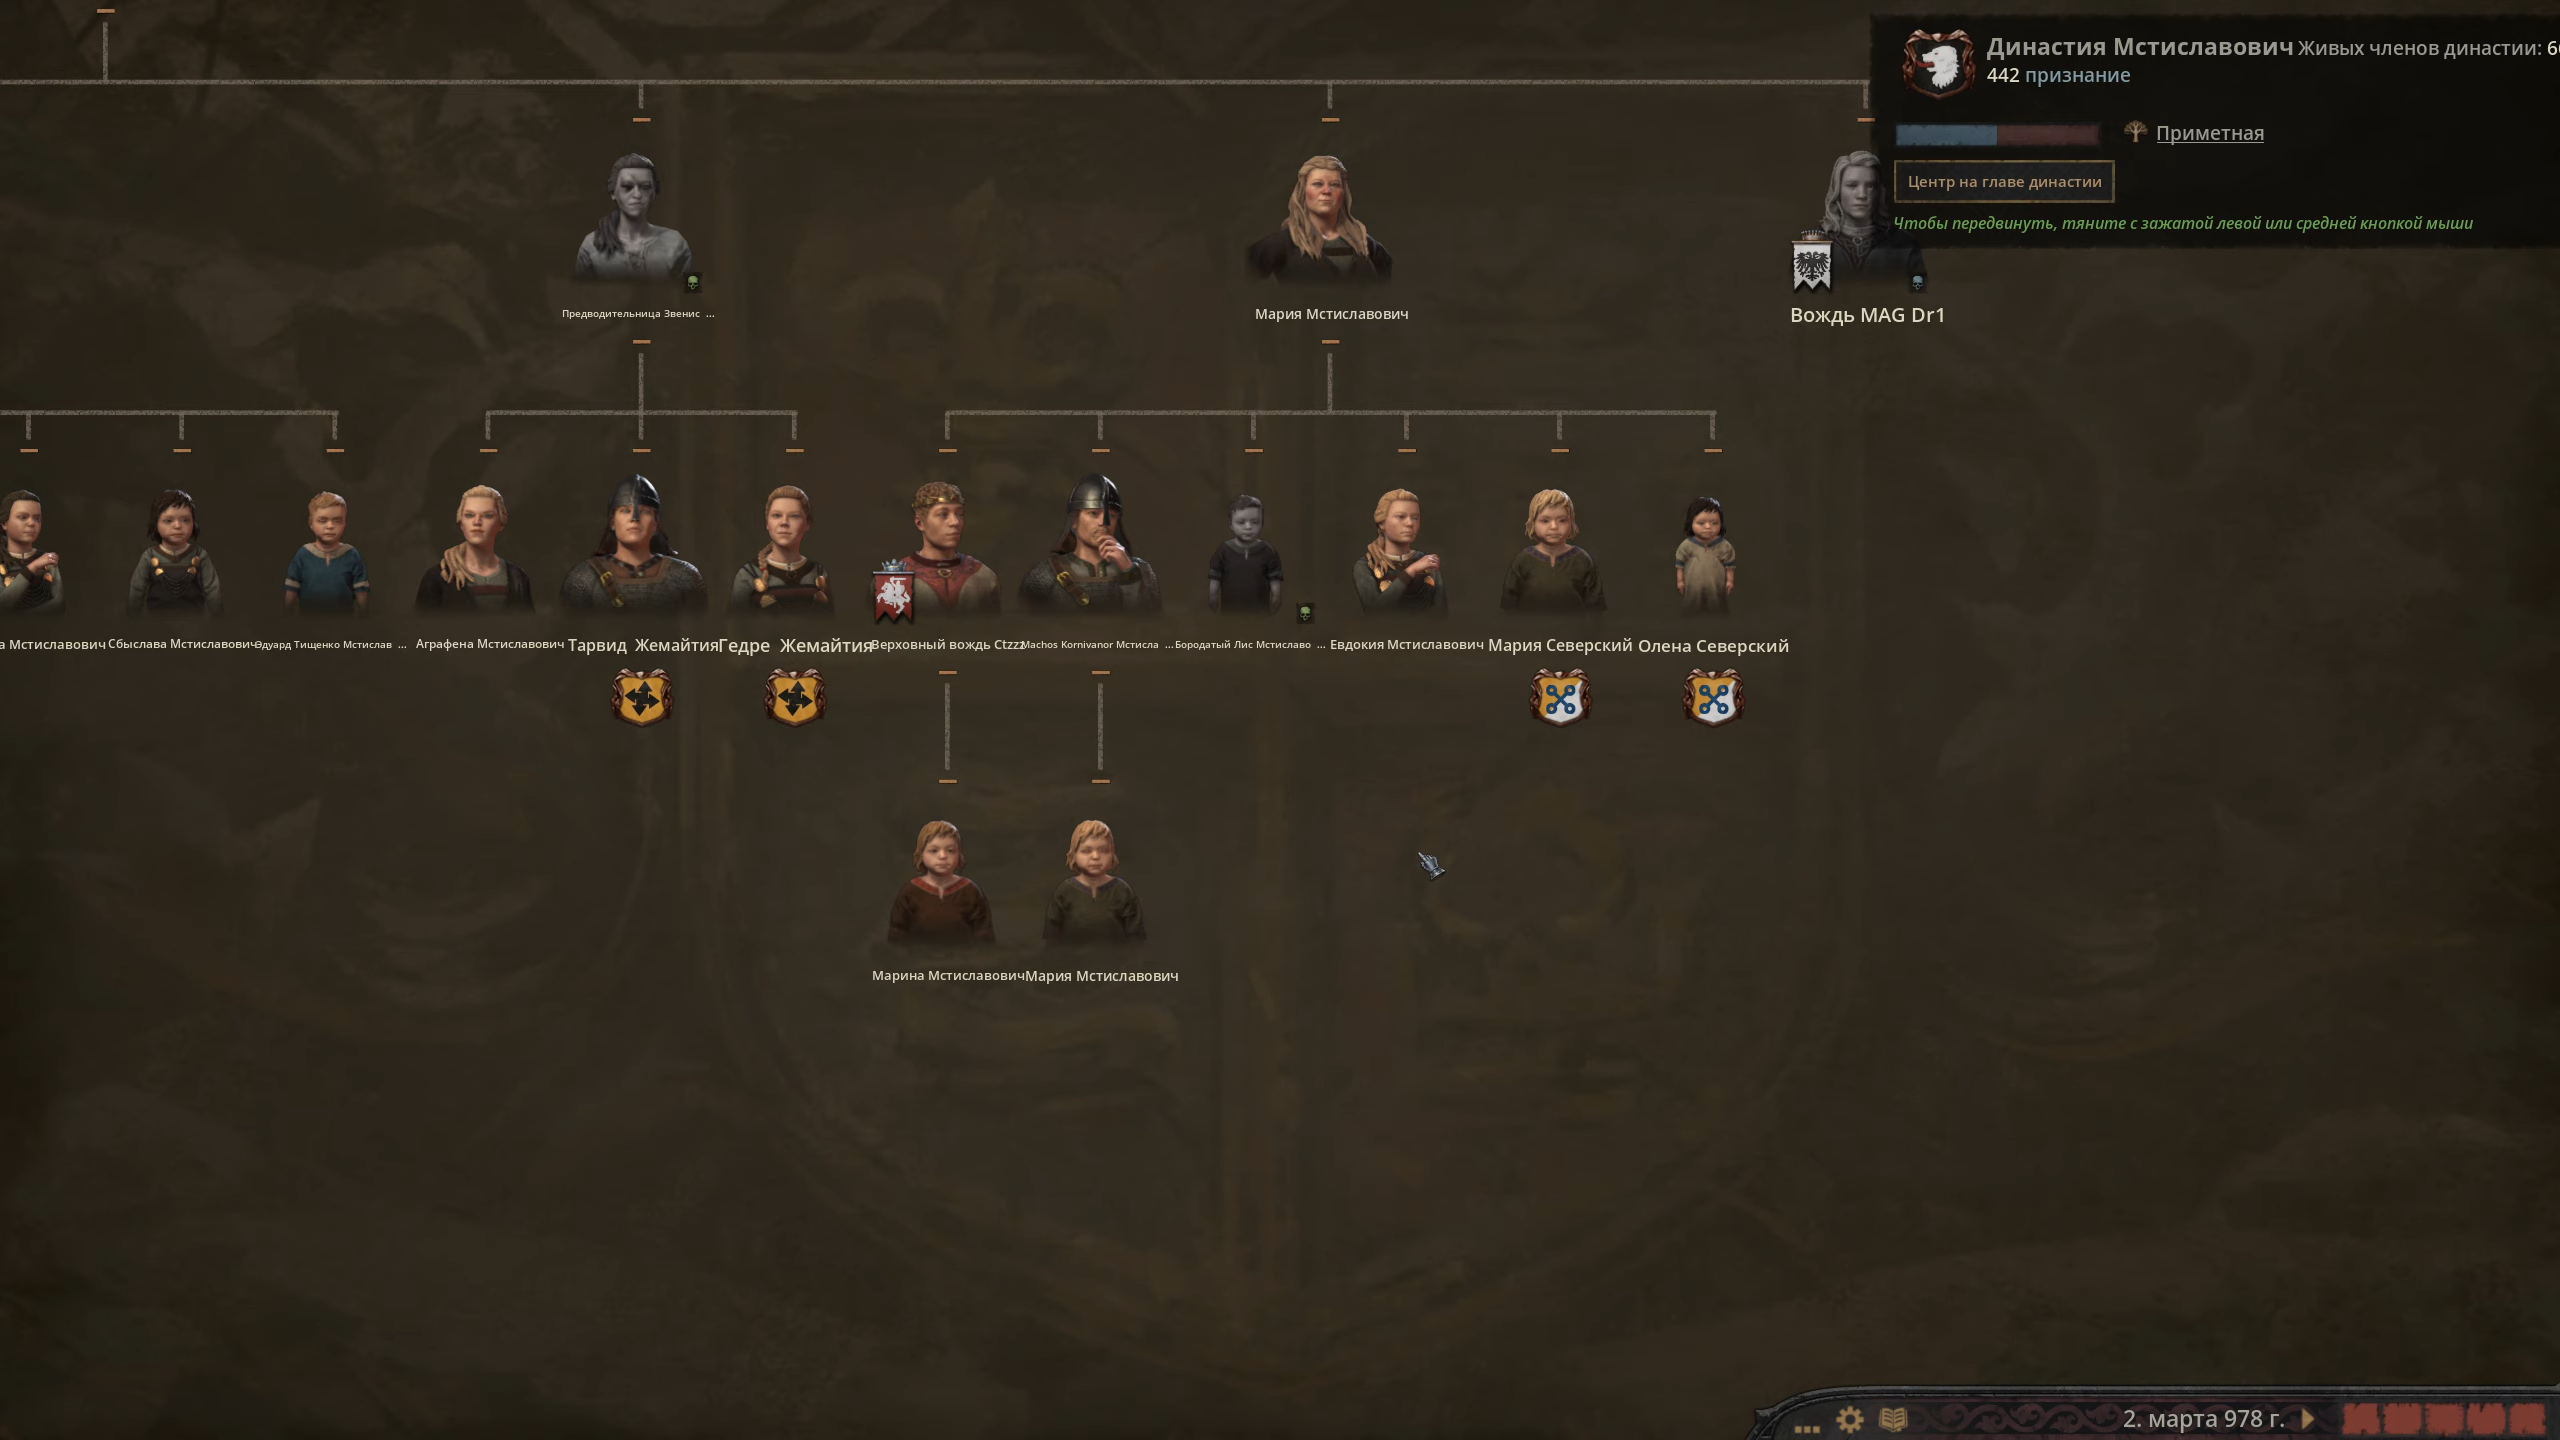 Династия Мстиславович Живых членов династии:
442 признание
Приметная
Центр на главе династии
Чтобы передвинуть, тяните с зажатой левой или средней кнопкой мыши
Предводительница Звенис ...
Мария Мстиславович
Вождь MAG Dr1
а Мстиславович
Сбыслава Мстиславович
Эдуард Тищенко Мстислав ...
Аграфена Мстиславович
Тарвид Жемайтия
Гедре Жемайтия
Верховный вождь Ctzzz
Machos Kornivanor Мстисла ...
Бородатый Лис Мстиславо ...
Евдокия Мстиславович
Мария Северский
Олена Северский
Марина Мстиславович
Мария Мстиславович
2. марта 978 г.